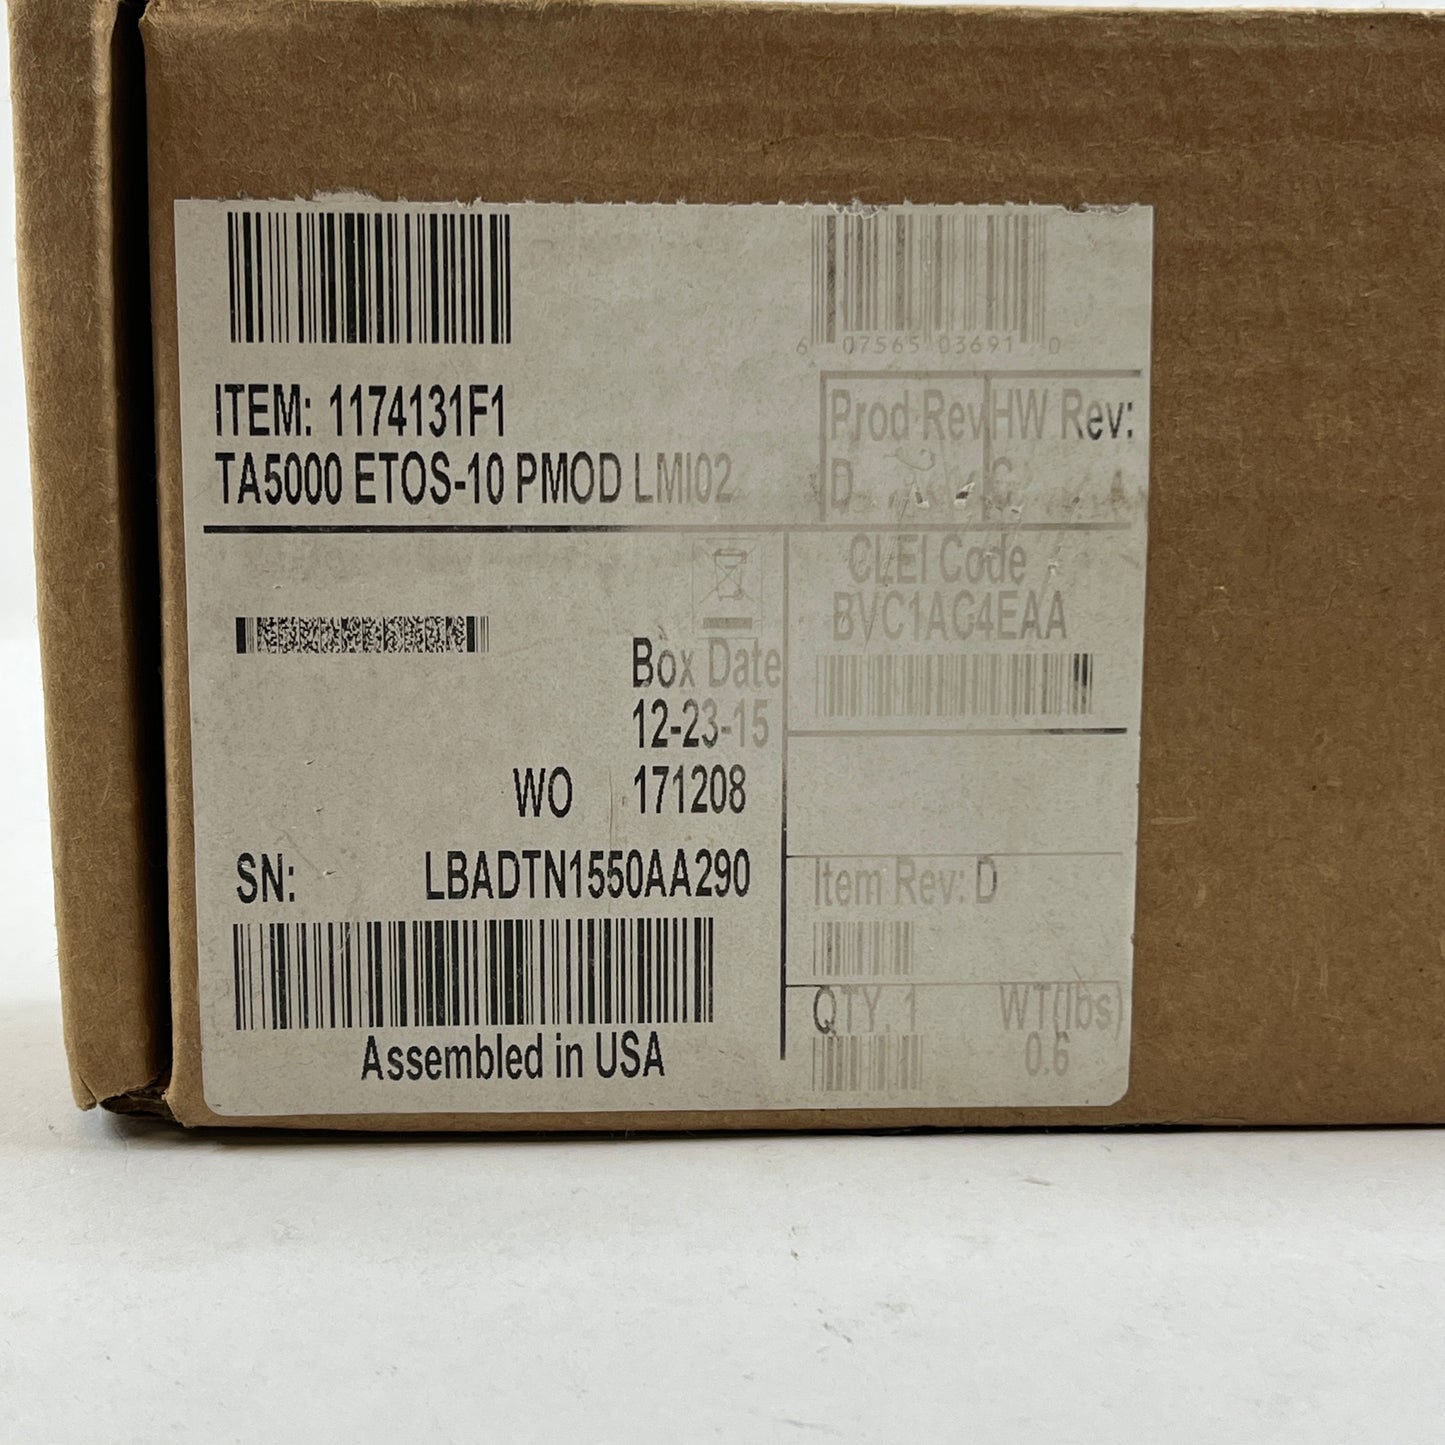 6 07565 03691 0
ITEM: 1174131F1
TA5000 ETOS-10 PMOD LMI02
Prod Rev
D
HW Rev:
C
CLEI Code
BVC1AC4EAA
Box Date
12-23-15
WO 171208
SN: LBADTN1550AA290
Assembled in USA
Item Rev: D
QTY. 1
WT(lbs)
0.6